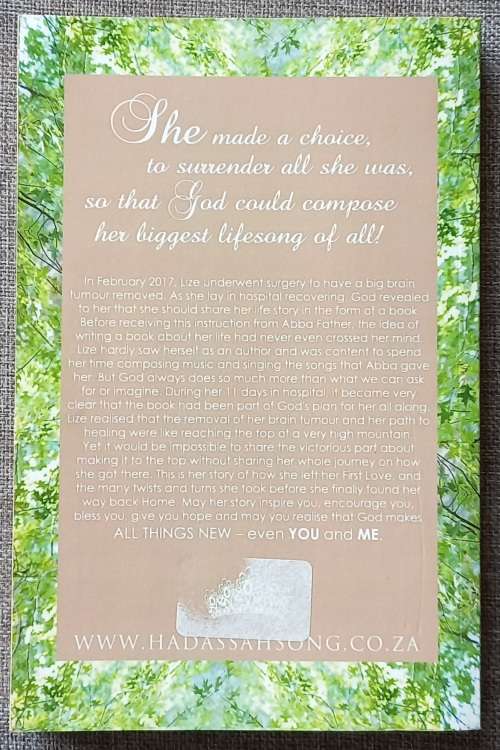 She made a choice,
to surrender all she was,
so that God could compose
her biggest lifesong of all!
In February 2017, Lize underwent surgery to have a big brain
tumour removed. As she lay in hospital recovering, God revealed
to her that she should share her life story in the form of a book.
Before receiving this instruction from Abba Father, the idea of
writing a book about her life had never even crossed her mind.
Lize hardly saw herself as an author and was content to spend
her time composing music and singing the songs that Abba gave
her. But God always does so much more than what we can ask
for or imagine. During her 11 days in hospital, it became very
clear that the book had been part of God's plan for her all along.
Lize realised that the removal of her brain tumour and her path to
healing were like reaching the top of a very high mountain.
Yet it would be impossible to share the victorious part about
making it to the top without sharing her whole journey on how
she got there. This is her story of how she left her First Love, and
the many twists and turns she took before she finally found her
way back Home. May her story inspire you, encourage you,
bless you, give you hope and may you realise that God makes
ALL THINGS NEW – even YOU and ME.
WWW.HADASSAHSONG.CO.ZA